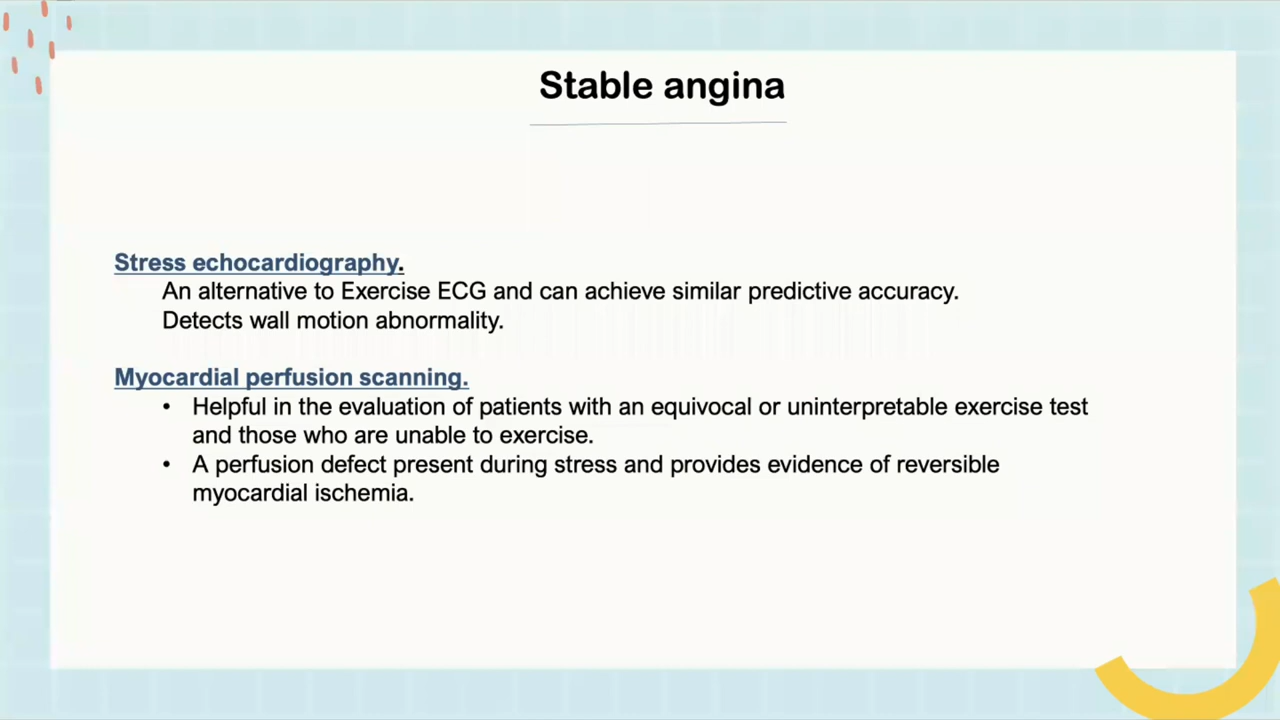 Stable angina
Stress echocardiography.
An alternative to Exercise ECG and can achieve similar predictive accuracy.
Detects wall motion abnormality.
Myocardial perfusion scanning.
• Helpful in the evaluation of patients with an equivocal or uninterpretable exercise test
and those who are unable to exercise.
• A perfusion defect present during stress and provides evidence of reversible
myocardial ischemia.